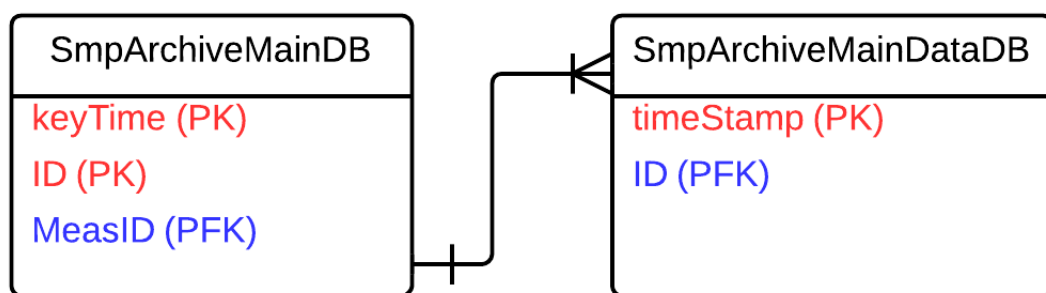 SmpArchiveMainDB
keyTime (PK)
ID (PK)
MeasID (PFK)
SmpArchiveMainDataDB
timeStamp (PK)
ID (PFK)